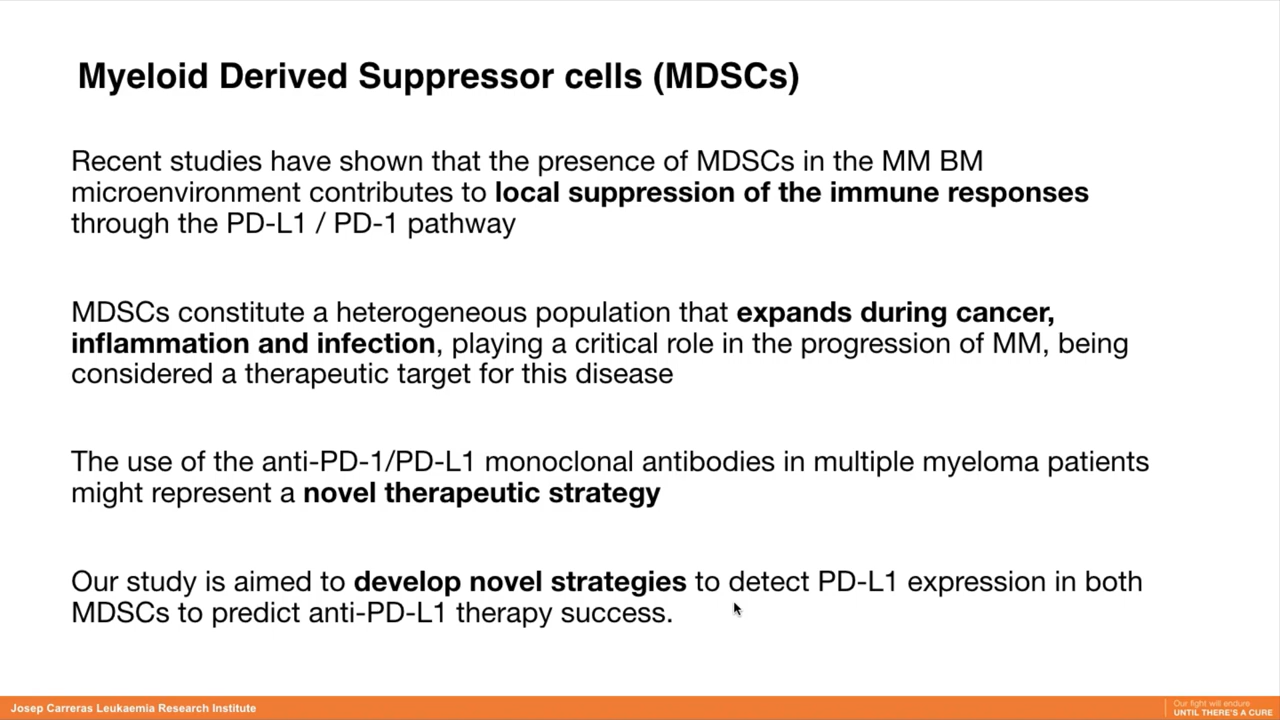 Myeloid Derived Suppressor cells (MDSCs)
Recent studies have shown that the presence of MDSCs in the MM BM
microenvironment contributes to local suppression of the immune responses
through the PD-L1 / PD-1 pathway
MDSCs constitute a heterogeneous population that expands during cancer,
inflammation and infection, playing a critical role in the progression of MM, being
considered a therapeutic target for this disease
The use of the anti-PD-1/PD-L1 monoclonal antibodies in multiple myeloma patients
might represent a novel therapeutic strategy
Our study is aimed to develop novel strategies to detect PD-L1 expression in both
MDSCs to predict anti-PD-L1 therapy success.
Josep Carreras Leukaemia Research Institute
Our fight will endure
UNTIL THERE'S A CURE